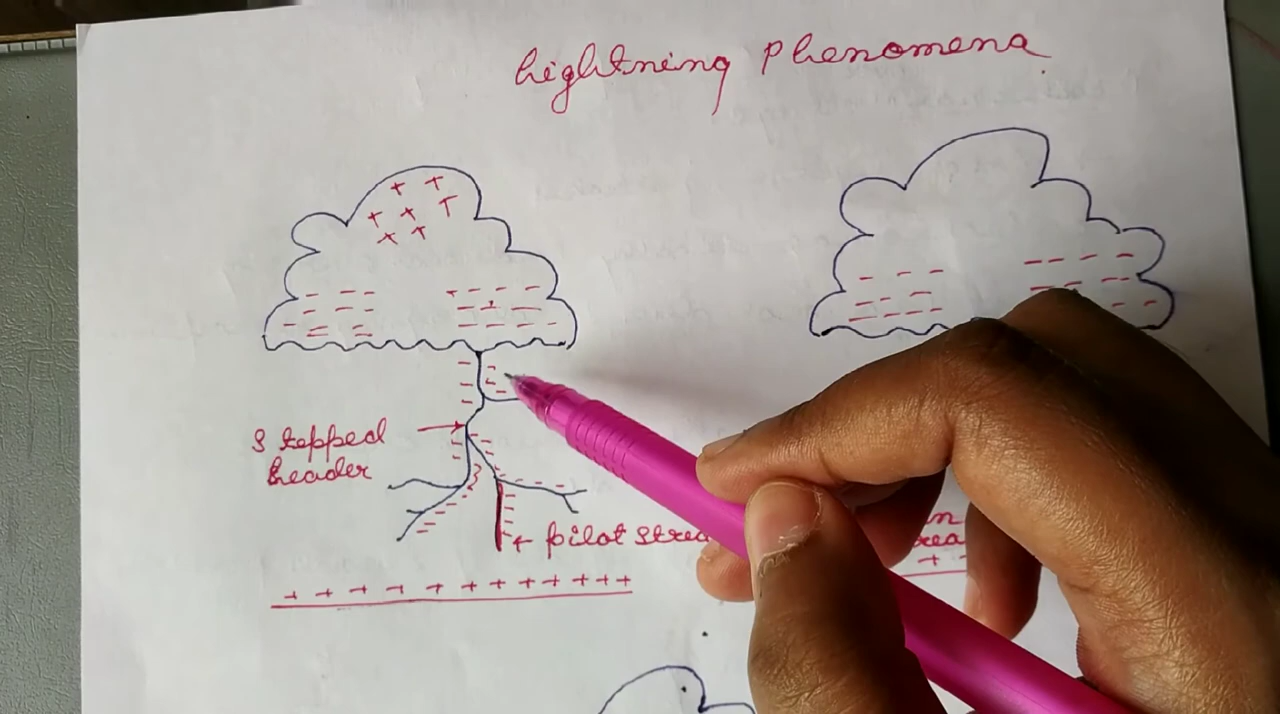 Lightning Phenomena
Stepped
Leader
pilot strea